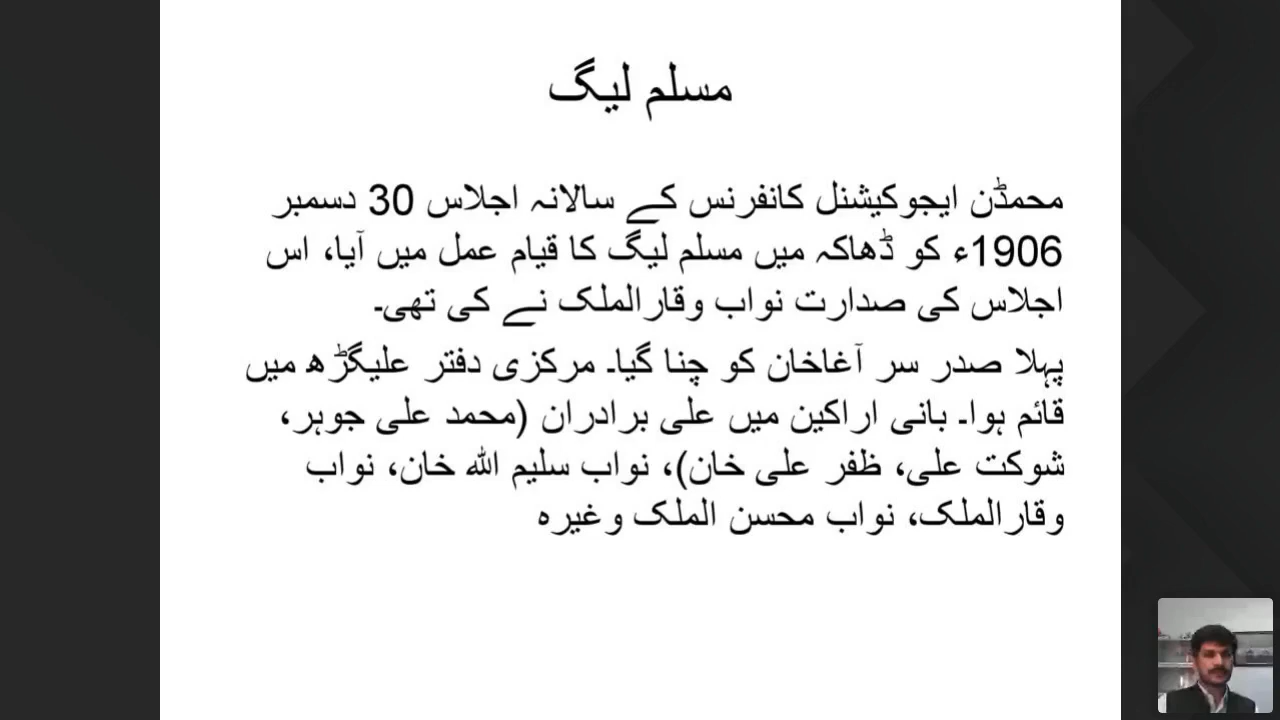 مسلم لیگ
محمڈن ایجوکیشنل کانفرنس کے سالانہ اجلاس 30 دسمبر
1906ء کو ڈھاکہ میں مسلم لیگ کا قیام عمل میں آیا، اس
اجلاس کی صدارت نواب وقارالملک نے کی تھی۔
پہلا صدر سر آغاخان کو چنا گیا۔ مرکزی دفتر علیگڑھ میں
قائم ہوا۔ بانی اراکین میں علی برادران (محمد علی جوہر،
شوکت علی، ظفر علی خان)، نواب سلیم اللہ خان، نواب
وقارالملک، نواب محسن الملک وغیرہ